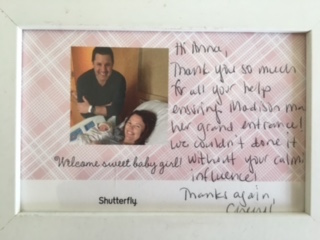 Hi Anna,
Thank you so much
for all your help
ensuring Madison made
her grand entrance!
We couldn't done it
without your calm
influence!
Thanks again,
"Welcome sweet baby girl!
Shutterfly